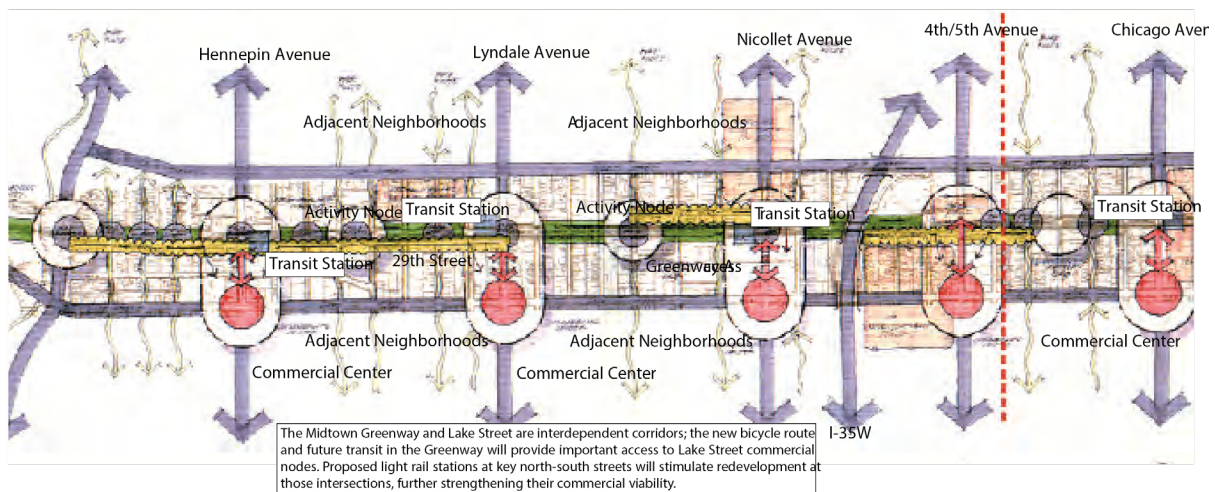 Hennepin Avenue
Lyndale Avenue
Nicollet Avenue
4th/5th Avenue
Chicago Aven
Adjacent Neighborhoods
Adjacent Neighborhoods
Activity Node
Transit Station
Activity Node
Transit Station
Transit Station
Transit Station
29th Street
Adjacent Neighborhoods
Adjacent Neighborhoods
Commercial Center
Commercial Center
Commercial Center
I-35W
The Midtown Greenway and Lake Street are interdependent corridors; the new bicycle route
and future transit in the Greenway will provide important access to Lake Street commercial
nodes. Proposed light rail stations at key north-south streets will stimulate redevelopment at
those intersections, further strengthening their commercial viability.